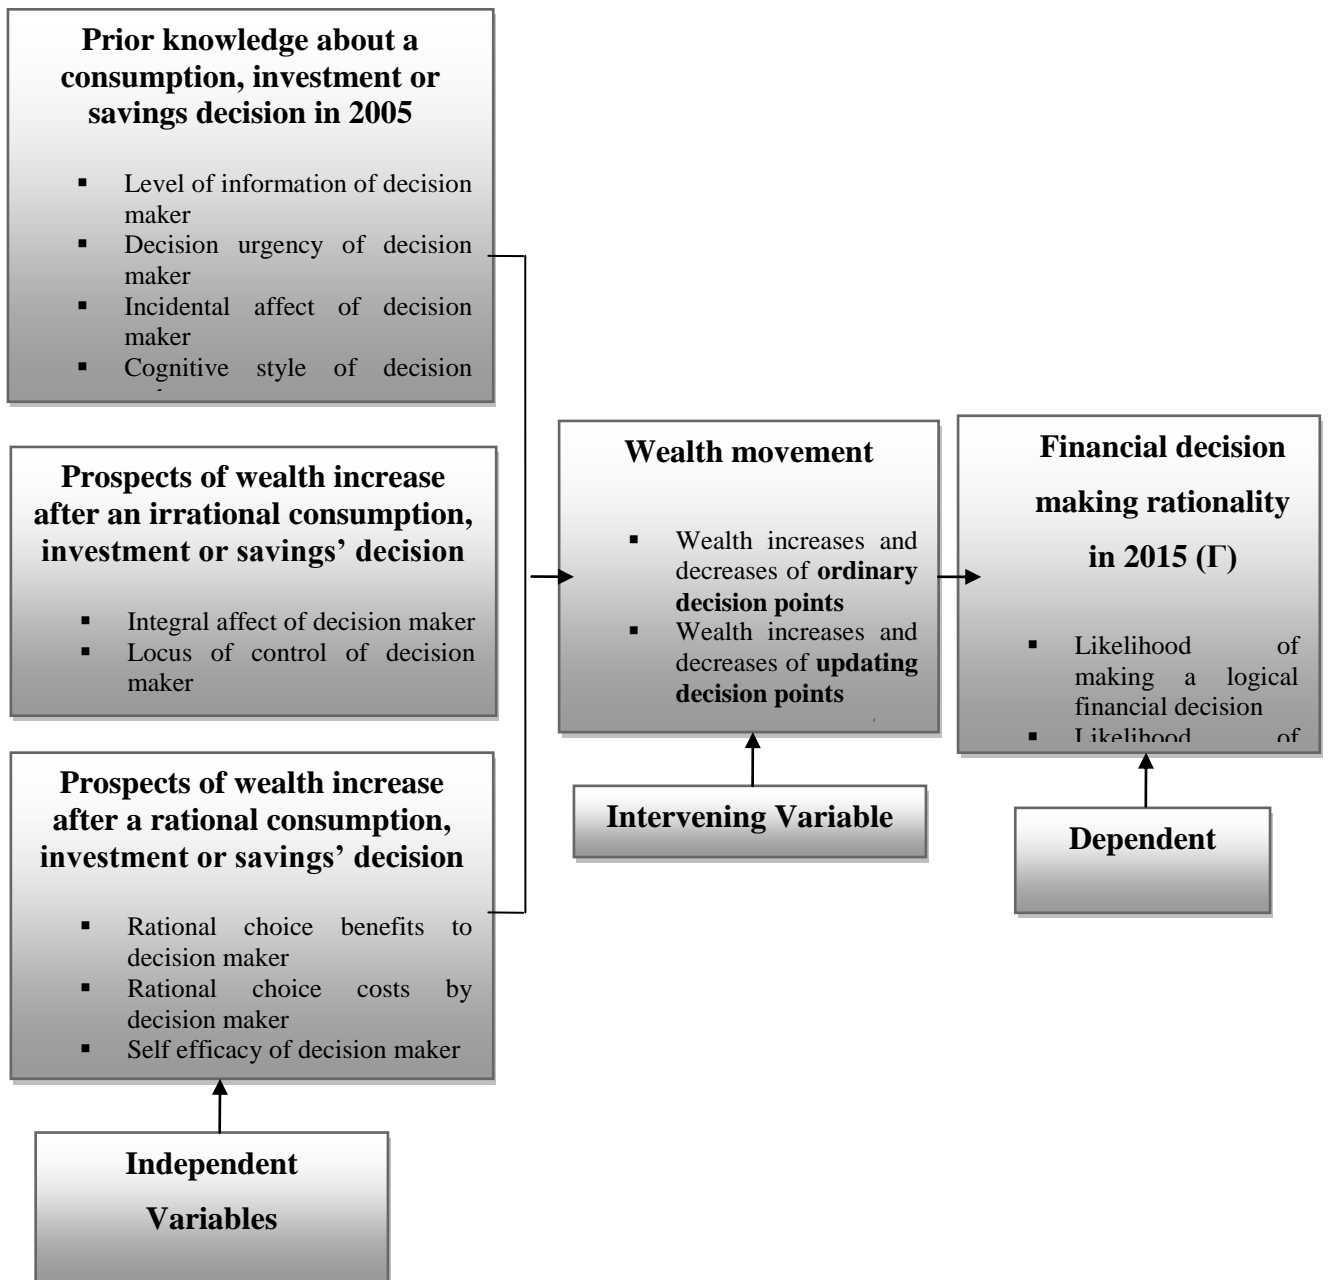 Prior knowledge about a
consumption, investment or
savings decision in 2005
▪ Level of information of decision
maker
▪ Decision urgency of decision
maker
▪ Incidental affect of decision
maker
▪ Cognitive style of decision
Prospects of wealth increase
after an irrational consumption,
investment or savings’ decision
▪ Integral affect of decision maker
▪ Locus of control of decision
maker
Prospects of wealth increase
after a rational consumption,
investment or savings’ decision
▪ Rational choice benefits to
decision maker
▪ Rational choice costs by
decision maker
▪ Self efficacy of decision maker
Independent
Variables
Wealth movement
▪ Wealth increases and
decreases of ordinary
decision points
▪ Wealth increases and
decreases of updating
decision points
Intervening Variable
Financial decision
making rationality
in 2015 (Γ)
▪ Likelihood of
making a logical
financial decision
▪ Likelihood of
Dependent